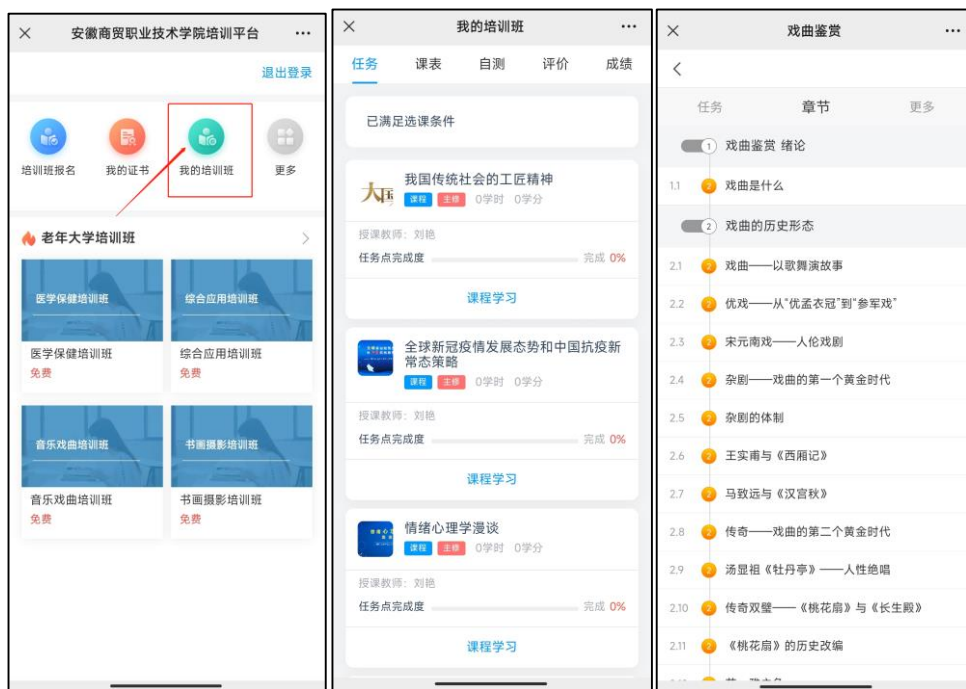 安徽商贸职业技术学院培训平台
退出登录
培训班报名
我的证书
我的培训班
更多
老年大学培训班
医学保健培训班
综合应用培训班
医学保健培训班
综合应用培训班
免费
免费
音乐戏曲培训班
书画摄影培训班
音乐戏曲培训班
书画摄影培训班
免费
免费
我的培训班
任务 课表 自测 评价 成绩
已满足选课条件
我国传统社会的工匠精神
课程 主修 0学时 0学分
授课教师：刘艳
任务点完成度 完成 0%
课程学习
全球新冠疫情发展态势和中国抗疫新
常态策略
课程 主修 0学时 0学分
授课教师：刘艳
任务点完成度 完成 0%
课程学习
情绪心理学漫谈
课程 主修 0学时 0学分
授课教师：刘艳
任务点完成度 完成 0%
课程学习
戏曲鉴赏
任务 章节 更多
1 戏曲鉴赏 绪论
1.1 2 戏曲是什么
2 戏曲的历史形态
2.1 2 戏曲——以歌舞演故事
2.2 2 优戏——从“优孟衣冠”到“参军戏”
2.3 2 宋元南戏——人伦戏剧
2.4 2 杂剧——戏曲的第一个黄金时代
2.5 2 杂剧的体制
2.6 2 王实甫与《西厢记》
2.7 2 马致远与《汉宫秋》
2.8 2 传奇——戏曲的第二个黄金时代
2.9 2 汤显祖《牡丹亭》——人性绝唱
2.10 2 传奇双璧——《桃花扇》与《长生殿》
2.11 2 《桃花扇》的历史改编